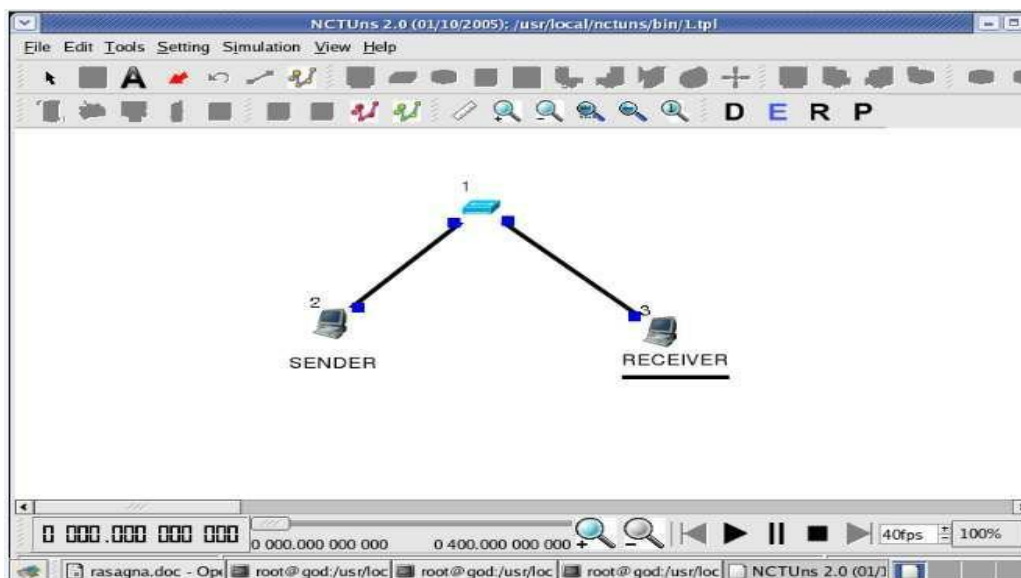 NCTUns 2.0 (01/10/2005): /usr/local/nctuns/bin/1.tpl
File Edit Tools Setting Simulation View Help
A
D E R P
1
2
3
SENDER
RECEIVER
0 000.000 000 000
0 000.000 000 000
0 400.000 000 000
40fps
100%
rasagna.doc - Ope
root@god:/usr/loc
root@god:/usr/loc
root@god:/usr/loc
NCTUns 2.0 (01/1